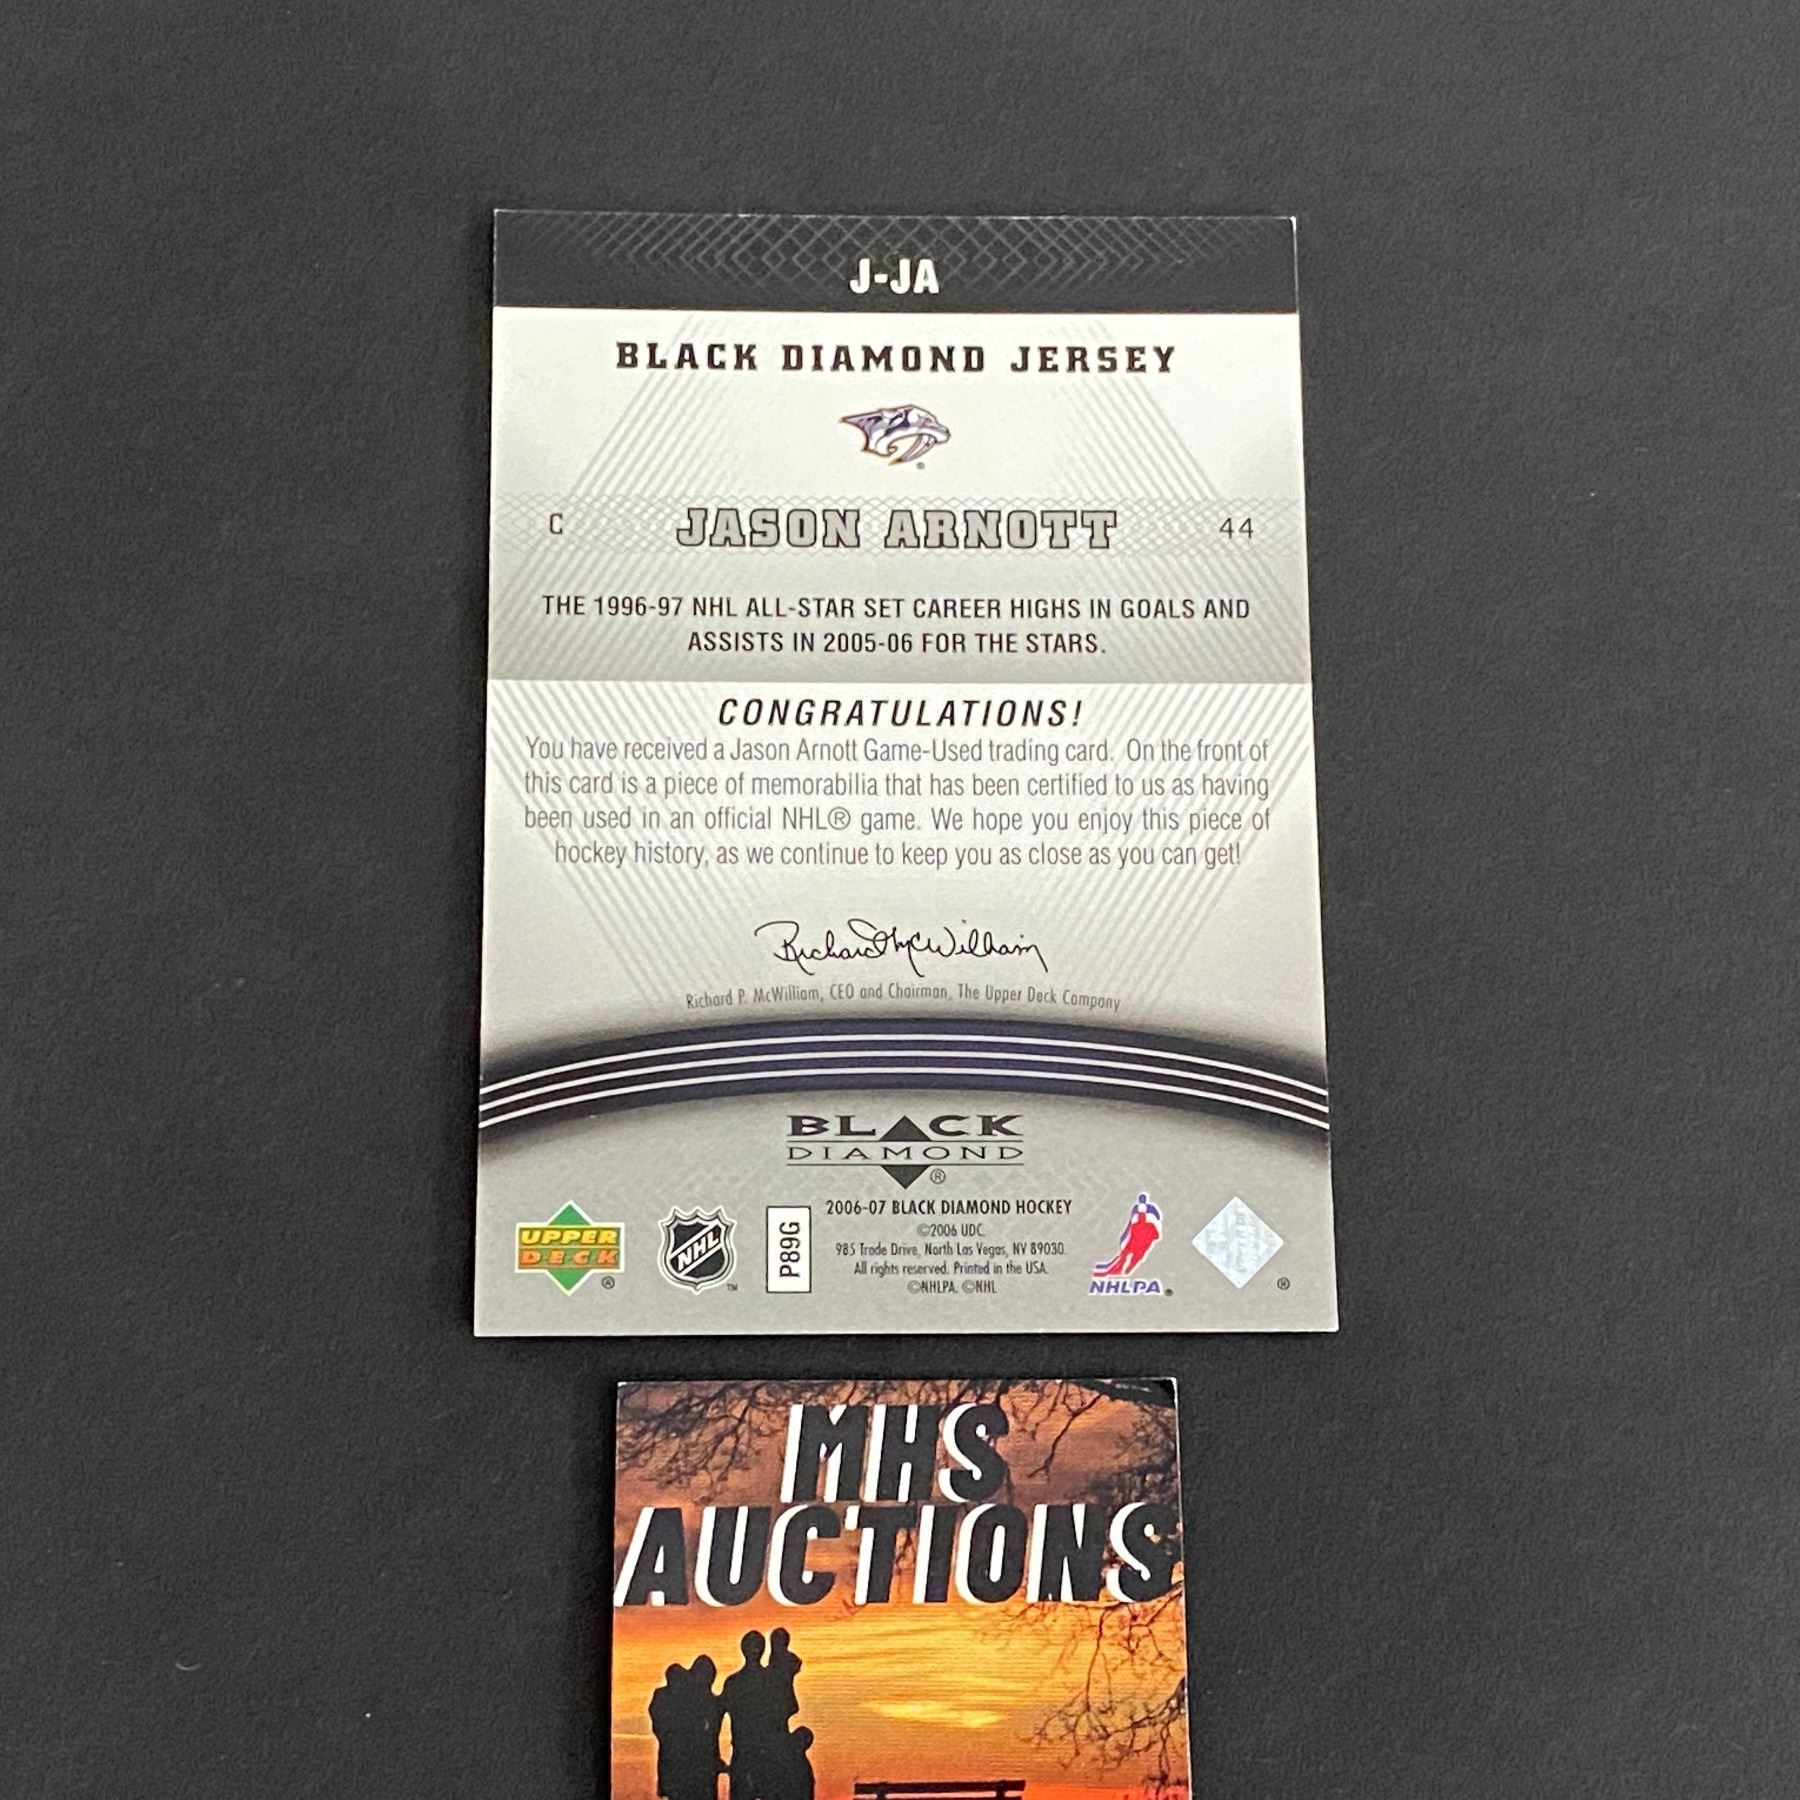 J-JA
BLACK DIAMOND JERSEY
C JASON ARNOTT 44
THE 1996-97 NHL ALL-STAR SET CAREER HIGHS IN GOALS AND
ASSISTS IN 2005-06 FOR THE STARS.
CONGRATULATIONS!
You have received a Jason Arnott Game-Used trading card. On the front of
this card is a piece of memorabilia that has been certified to us as having
been used in an official NHL® game. We hope you enjoy this piece of
hockey history, as we continue to keep you as close as you can get!
Richard McWilliam
Richard P. McWilliam, CEO and Chairman, The Upper Deck Company
BLACK
DIAMOND
®
UPPER
DECK
®
NHL
™
P89G
2006-07 BLACK DIAMOND HOCKEY
©2006 UDC.
985 Trade Drive, North Las Vegas, NV 89030.
All rights reserved. Printed in the USA.
©NHLPA. ©NHL
NHLPA®
®
MHS
AUCTIONS